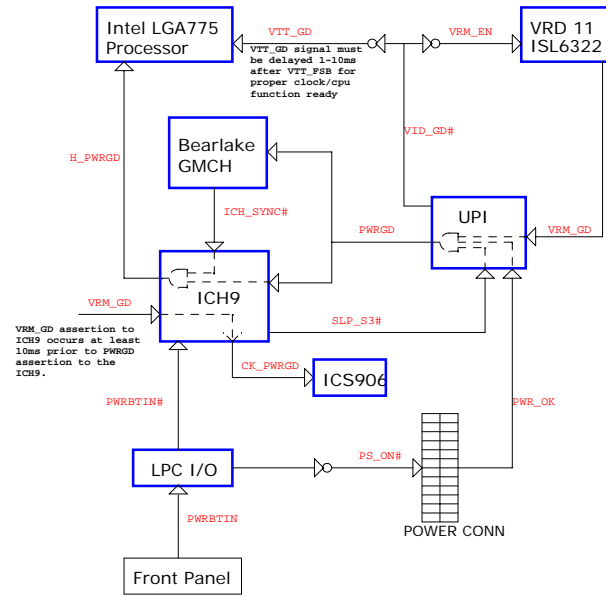 Intel LGA775
Processor
VTT_GD
VTT_GD signal must
be delayed 1~10ms
after VTT_FSB for
proper clock/cpu
function ready
VRM_EN
VRD 11
ISL6322
H_PWRGD
Bearlake
GMCH
VID_GD#
ICH_SYNC#
PWRGD
UPI
VRM_GD
ICH9
VRM_GD
VRM_GD assertion to
ICH9 occurs at least
10ms prior to PWRGD
assertion to the
ICH9.
SLP_S3#
CK_PWRGD
ICS906
PWRBTIN#
PWR_OK
LPC I/O
PS_ON#
PWRBTIN
POWER CONN
Front Panel